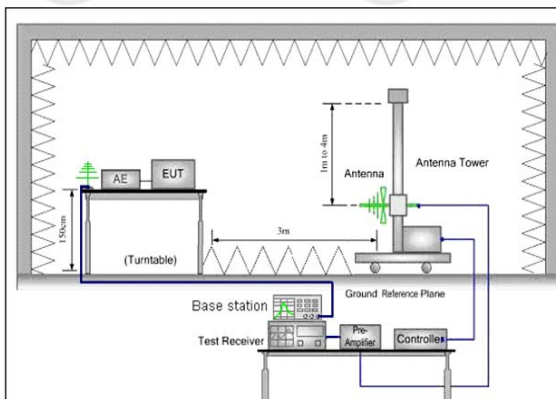 AE
EUT
150cm
(Turntable)
3m
1m to 4m
Antenna
Antenna Tower
Ground Reference Plane
Base station
Test Receiver
Pre-
Amplifier
Controller